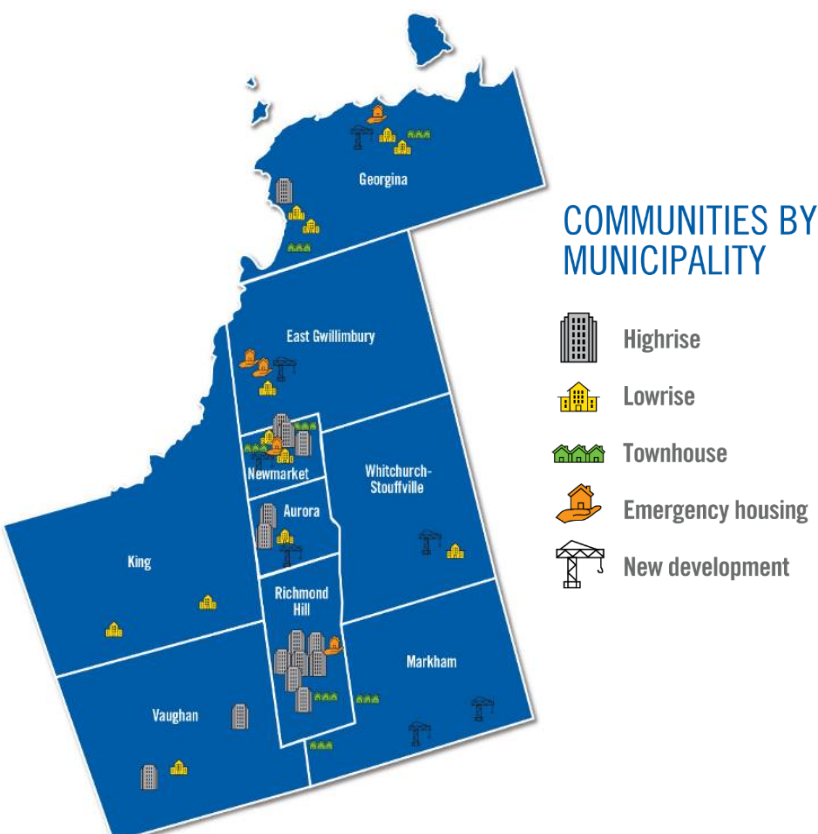 Georgina
COMMUNITIES BY
MUNICIPALITY
East Gwillimbury
Highrise
Lowrise
Townhouse
Newmarket
Whitchurch-
Stouffville
Emergency housing
Aurora
King
New development
Richmond
Hill
Markham
Vaughan